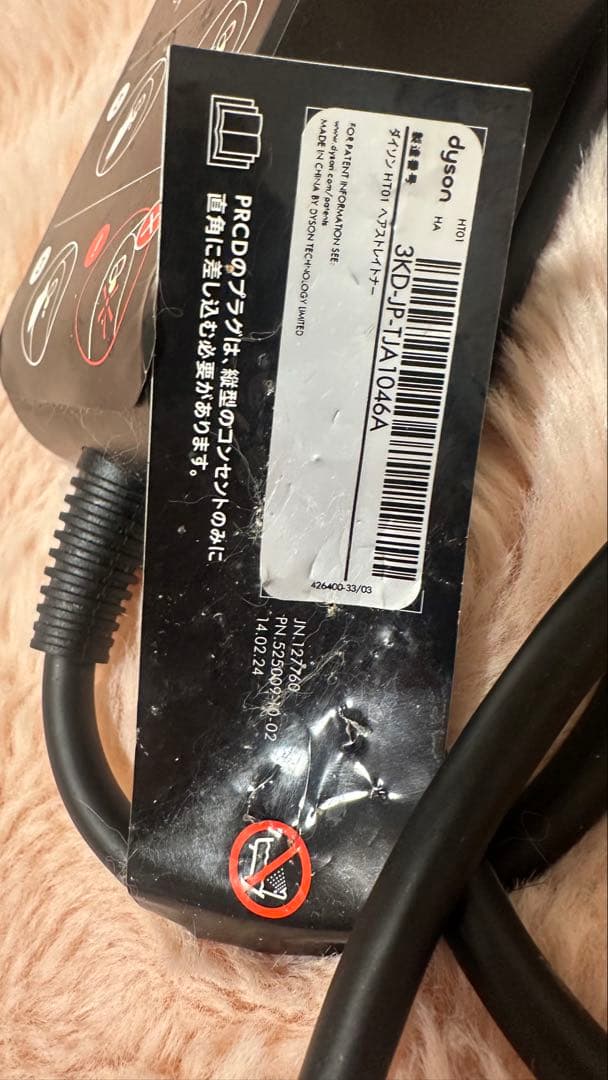 dyson
HT01
HA
製造番号
3KD-JP-TJA1046A
ダイソン HT01 ヘアストレイトナー
FOR PATENT INFORMATION SEE:
www.dyson.com/patents
MADE IN CHINA BY DYSON TECHNOLOGY LIMITED
426400-33/03
PRCDのプラグは、縦型のコンセントのみに
直角に差し込む必要があります。
JN.127760
PN.525009-10-02
14.02.24